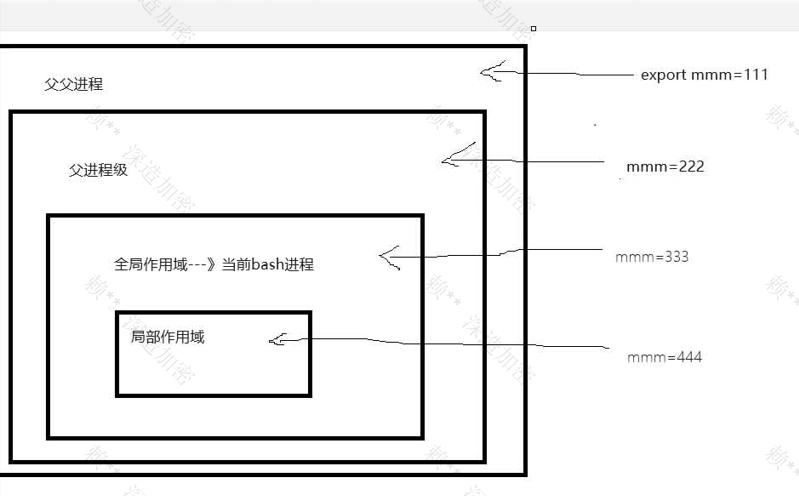 父父进程
export mmm=111
父进程级
mmm=222
全局作用域---》当前bash进程
mmm=333
局部作用域
mmm=444
赖** 深造加密
赖** 深造加密
赖** 深造加密
赖** 深造加密
赖**
赖**
赖**
赖**
赖**
深造加密
深造加密